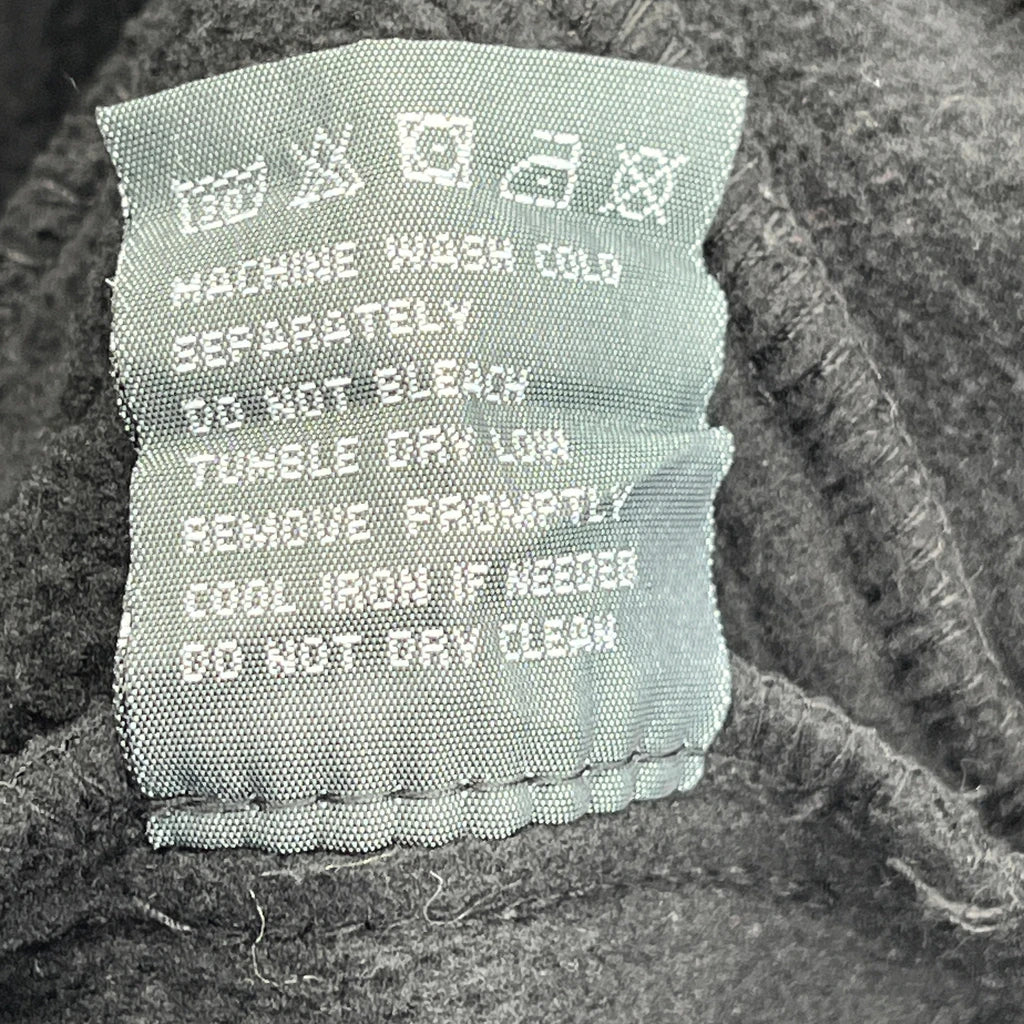 30
MACHINE WASH COLD
SEPARATELY
DO NOT BLEACH
TUMBLE DRY LOW
REMOVE PROMPTLY
COOL IRON IF NEEDED
DO NOT DRY CLEAN